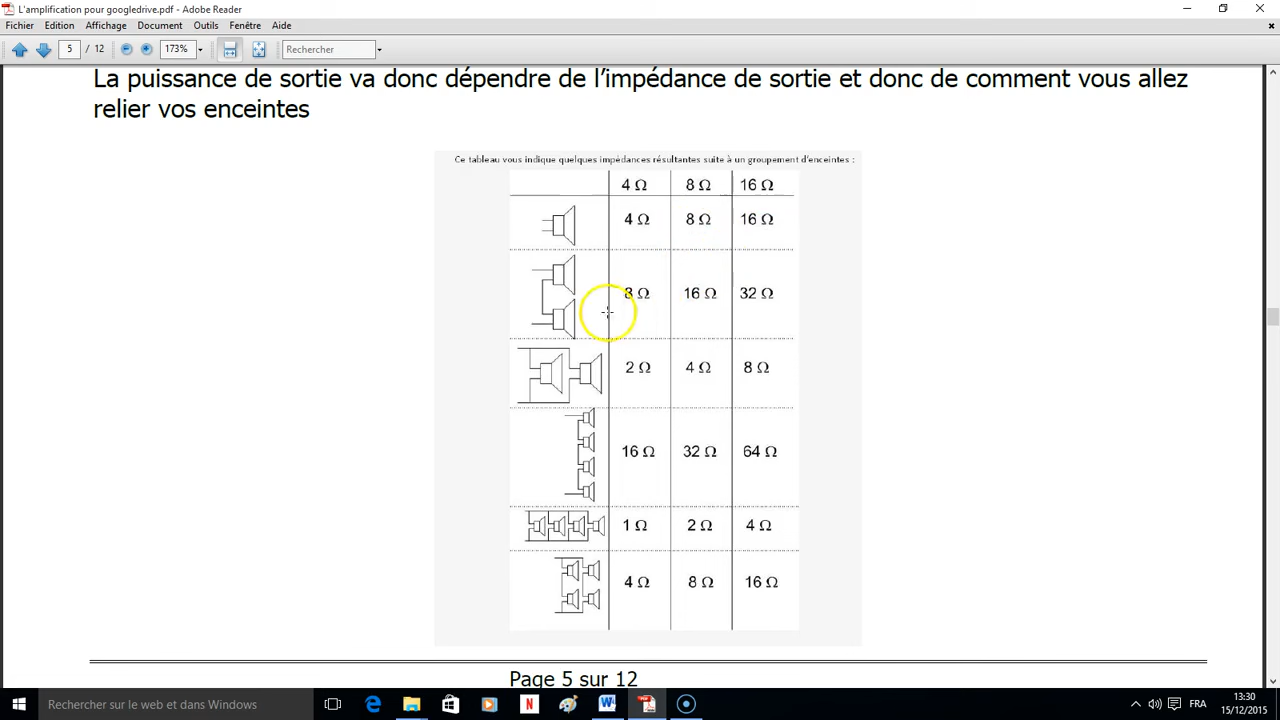 L'amplification pour googledrive.pdf - Adobe Reader
Fichier Edition Affichage Document Outils Fenêtre Aide
5 / 12 173% Rechercher
La puissance de sortie va donc dépendre de l'impédance de sortie et donc de comment vous allez
relier vos enceintes
Ce tableau vous indique quelques impédances résultantes suite à un groupement d'enceintes :
4 Ω 8 Ω 16 Ω
4 Ω 8 Ω 16 Ω
8 Ω 16 Ω 32 Ω
2 Ω 4 Ω 8 Ω
16 Ω 32 Ω 64 Ω
1 Ω 2 Ω 4 Ω
4 Ω 8 Ω 16 Ω
Page 5 sur 12
Rechercher sur le web et dans Windows
N W FRA
13:30
15/12/2015